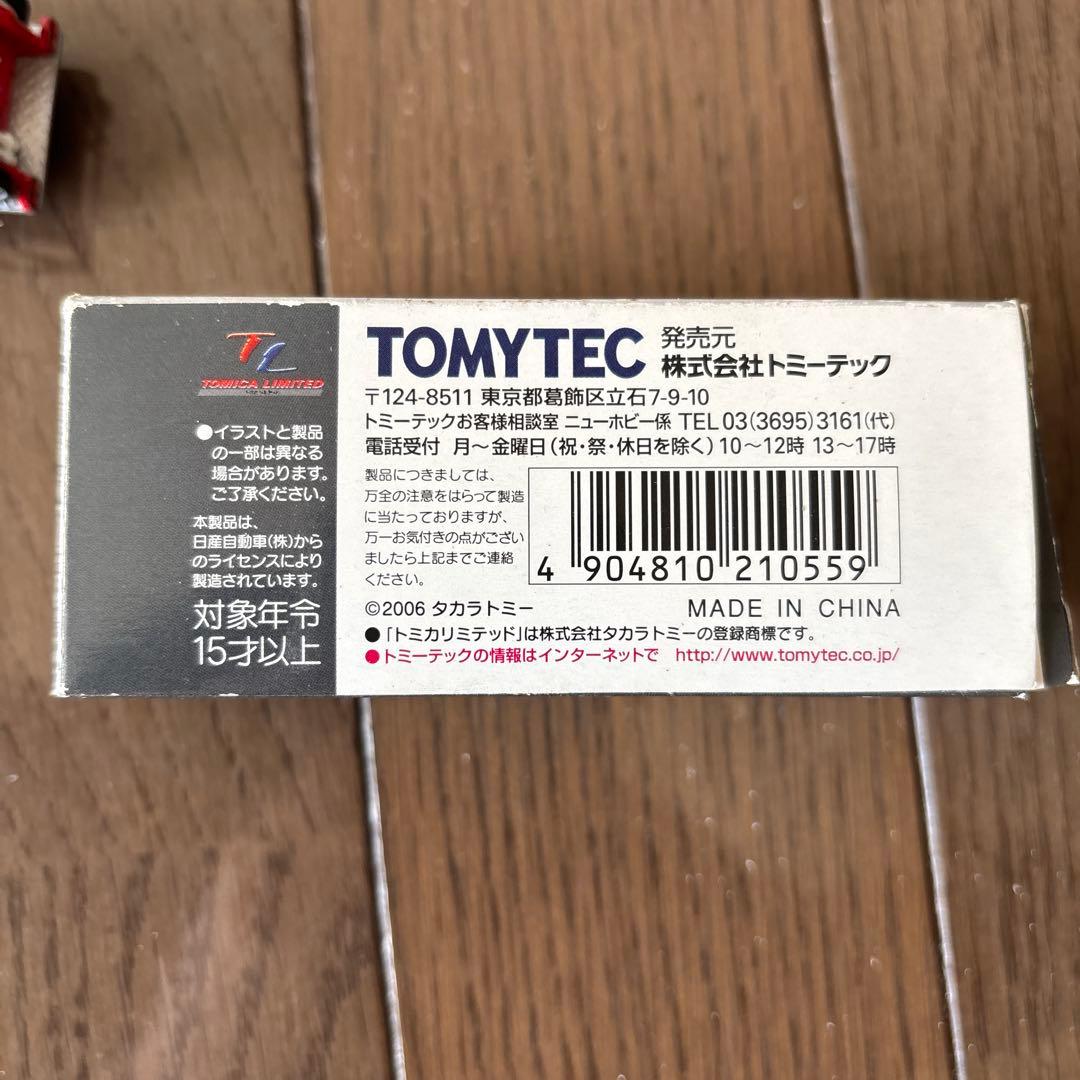 TL
TOMICA LIMITED
●イラストと製品
の一部は異なる
場合があります。
ご了承ください。
本製品は、
日産自動車(株)から
のライセンスにより
製造されています。
対象年令
15才以上
TOMYTEC 発売元
株式会社トミーテック
〒124-8511 東京都葛飾区立石7-9-10
トミーテックお客様相談室 ニューホビー係 TEL 03(3695)3161(代)
電話受付 月～金曜日(祝・祭・休日を除く) 10～12時 13～17時
製品につきましては、
万全の注意をはらって製造
に当たっておりますが、
万一お気付きの点がござい
ましたら上記までご連絡
ください。
4 904810 210559
©2006 タカラトミー MADE IN CHINA
●「トミカリミテッド」は株式会社タカラトミーの登録商標です。
●トミーテックの情報はインターネットで http://www.tomytec.co.jp/